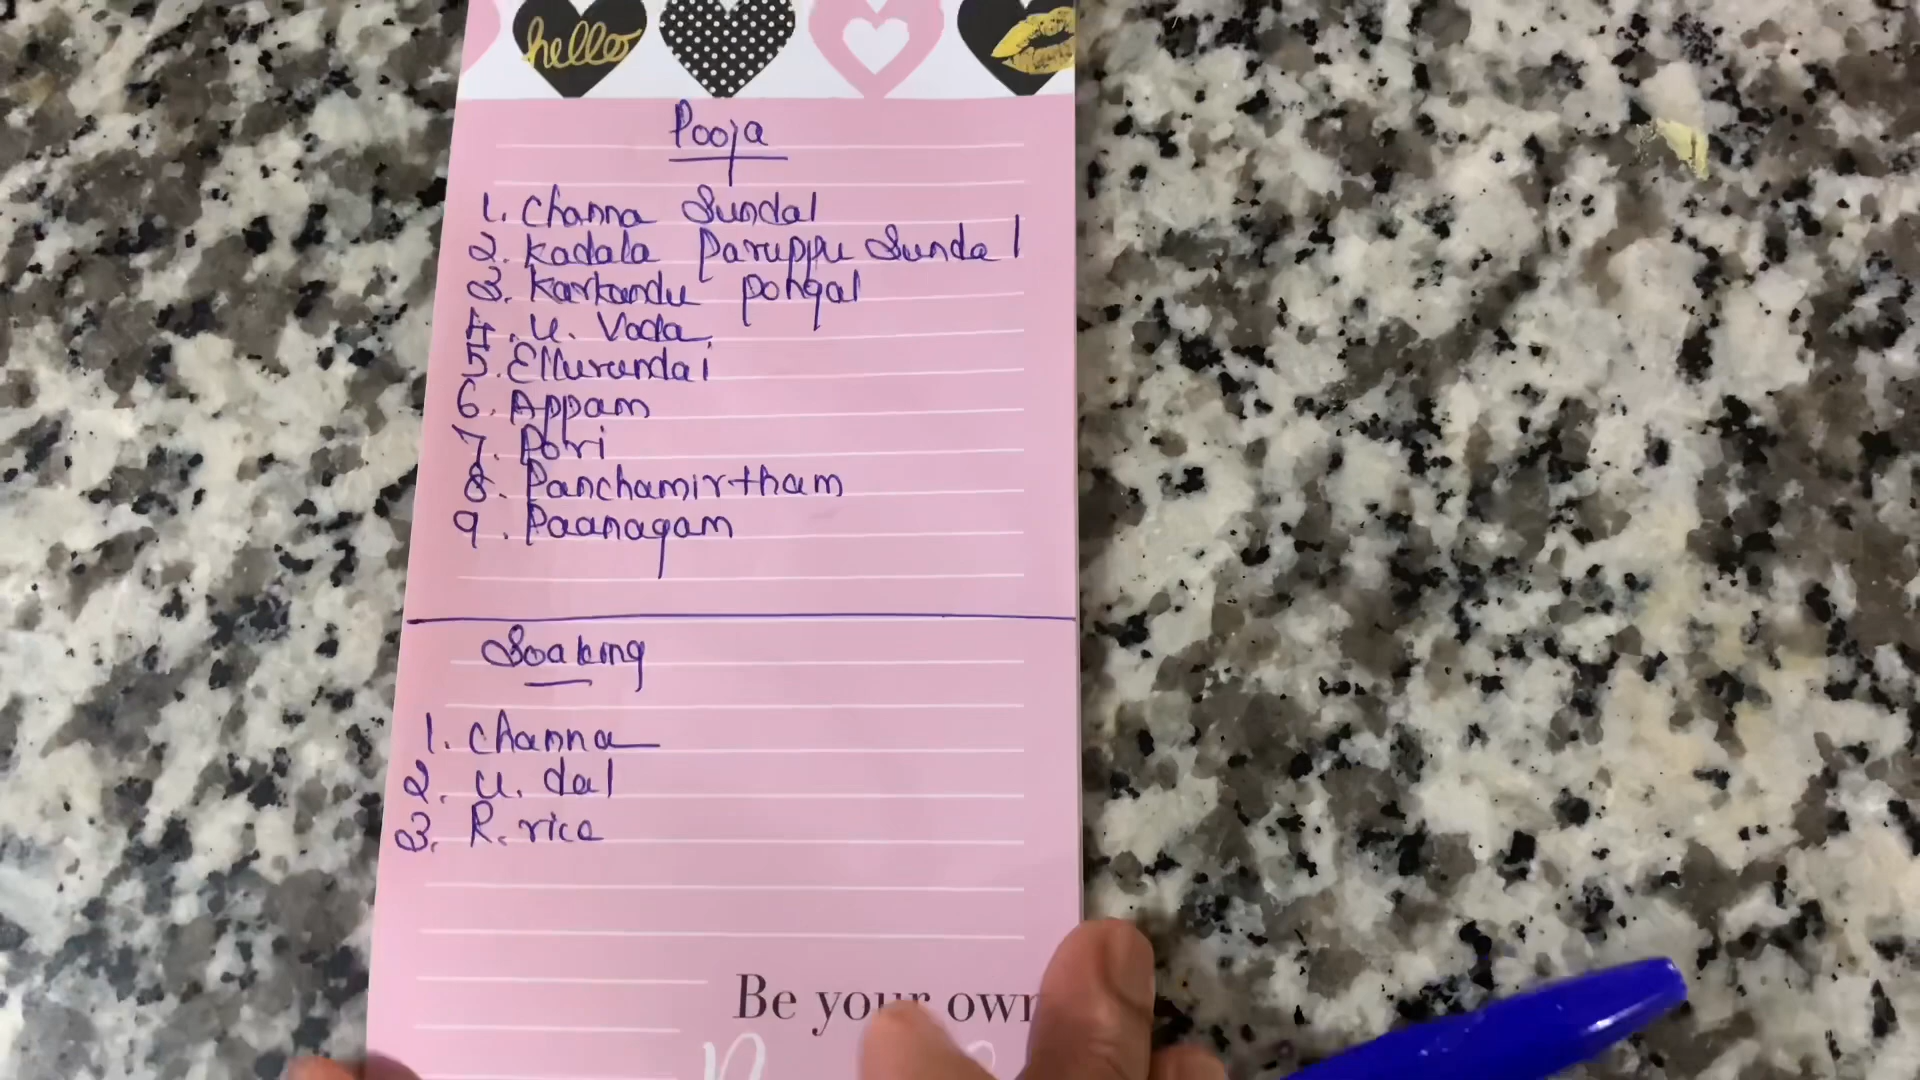 hello
Pooja
1. Channa Sundal
2. Kadala Paruppu Sundal
3. Karkandu pongal
4. U. Vada.
5. Ellurundai
6. Appam
7. Pori
8. Panchamirtham
9. Paanagam
Soaking
1. Channa
2. U. dal
3. R. rice
Be your own